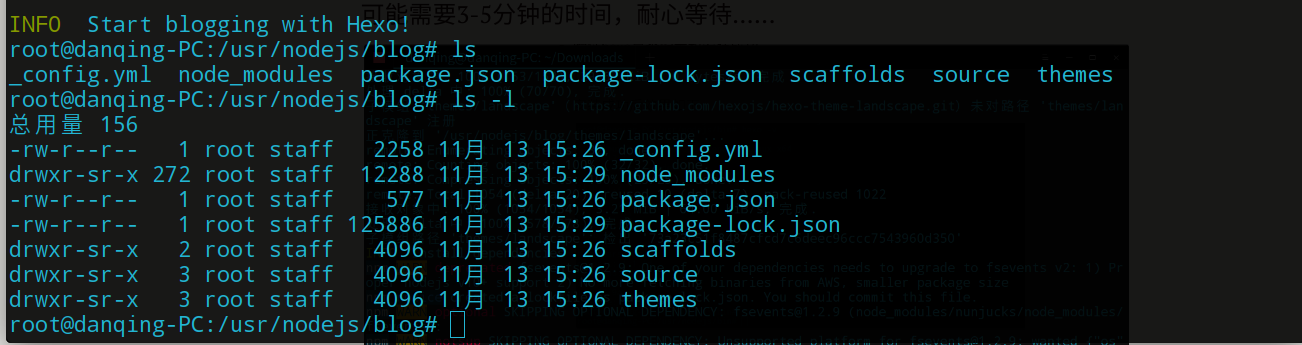 可能需要3-5分钟的时间，耐心等待......
INFO  Start blogging with Hexo!
root@danqing-PC:/usr/nodejs/blog# ls
_config.yml  node_modules  package.json  package-lock.json  scaffolds  source  themes
root@danqing-PC:/usr/nodejs/blog# ls -l
总用量 156
-rw-r--r--   1 root staff   2258 11月  13 15:26 _config.yml
drwxr-sr-x 272 root staff  12288 11月  13 15:29 node_modules
-rw-r--r--   1 root staff    577 11月  13 15:26 package.json
-rw-r--r--   1 root staff 125886 11月  13 15:29 package-lock.json
drwxr-sr-x   2 root staff   4096 11月  13 15:26 scaffolds
drwxr-sr-x   3 root staff   4096 11月  13 15:26 source
drwxr-sr-x   3 root staff   4096 11月  13 15:26 themes
root@danqing-PC:/usr/nodejs/blog#